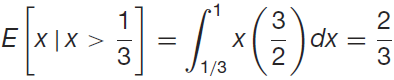 E[x | x > 1/3] = ∫_{1/3}^{1} x(3/2) dx = 2/3